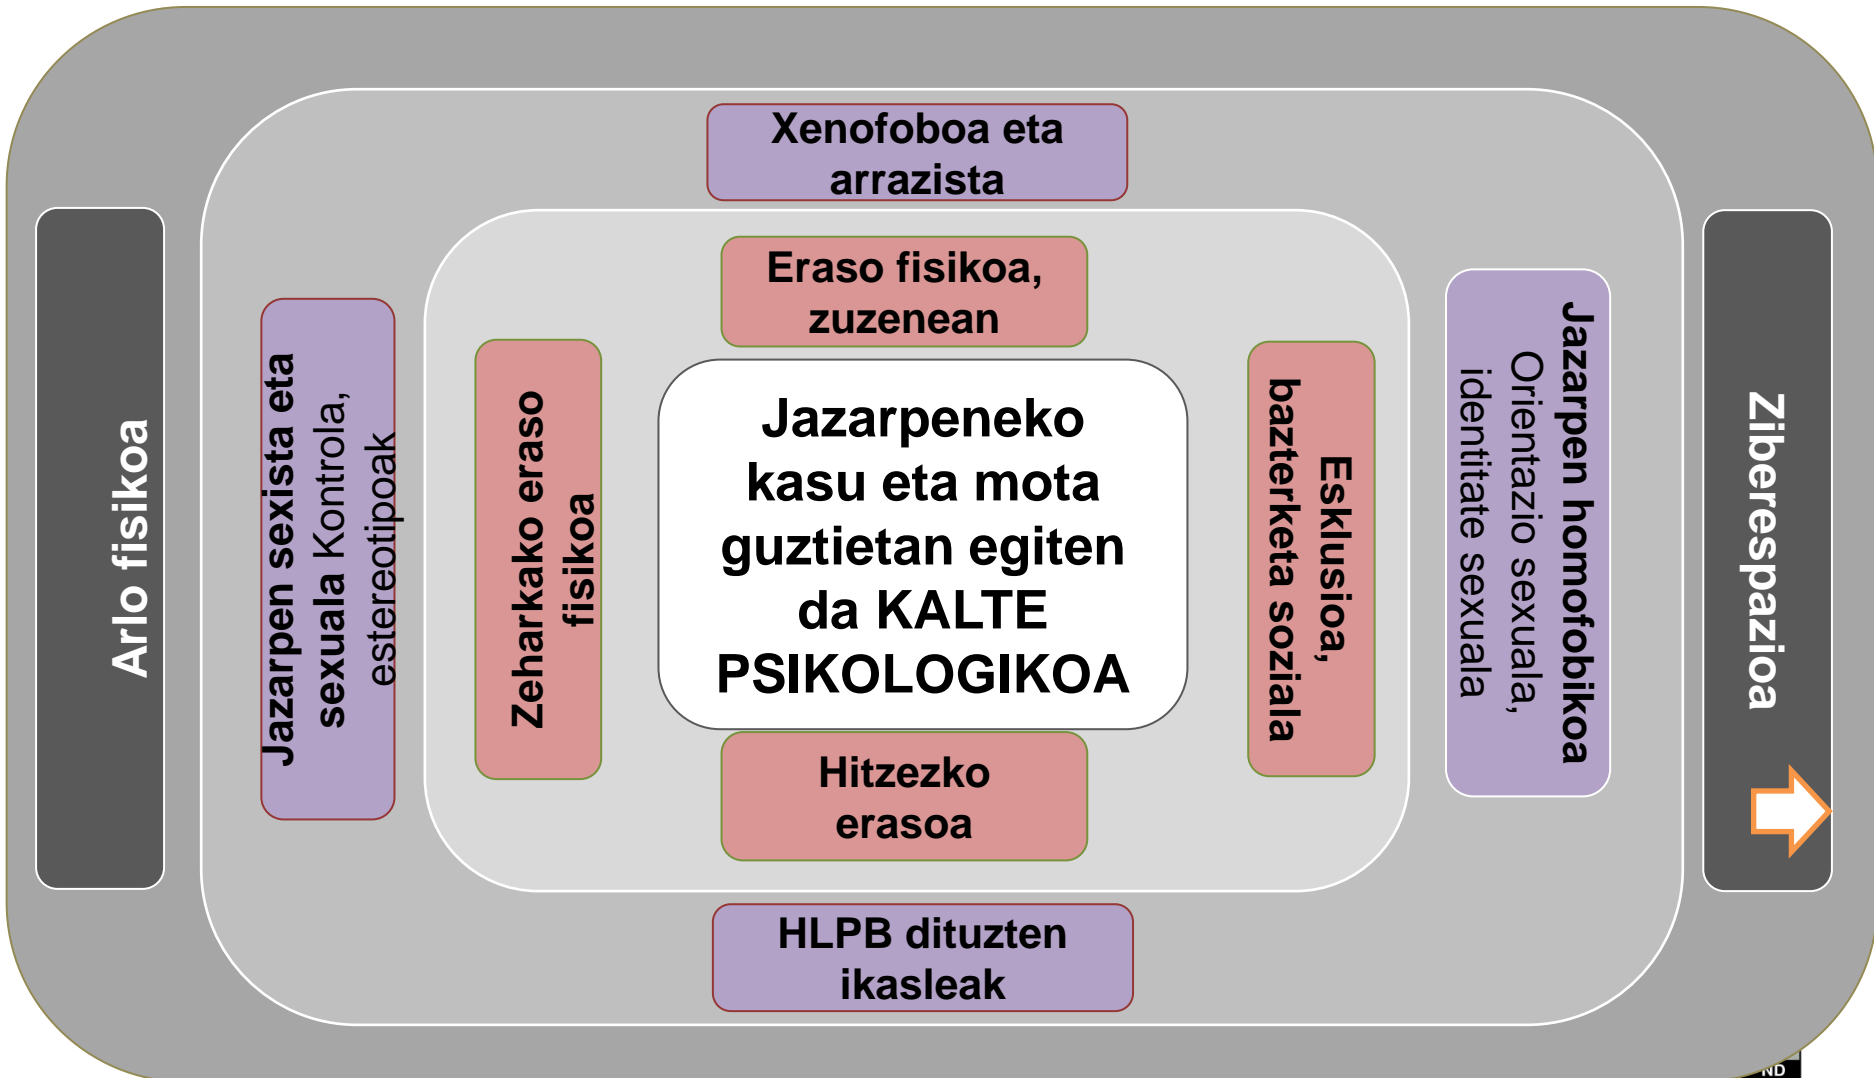 Xenofoboa eta
arrazista
Eraso fisikoa,
zuzenean
Arlo fisikoa
Jazarpen sexista eta
sexuala Kontrola,
estereotipoak
Zeharkako eraso
fisikoa
Jazarpeneko
kasu eta mota
guztietan egiten
da KALTE
PSIKOLOGIKOA
Esklusioa,
bazterketa soziala
Jazarpen homofobikoa
Orientazio sexuala,
identitate sexuala
Ziberespazioa
Hitzezko
erasoa
HLPB dituzten
ikasleak
ND